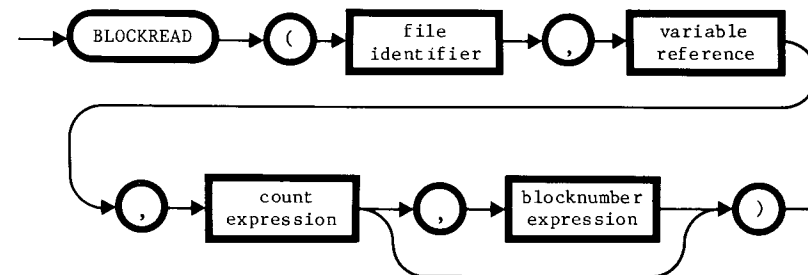 BLOCKREAD ( file identifier , variable reference
, count expression , blocknumber expression )